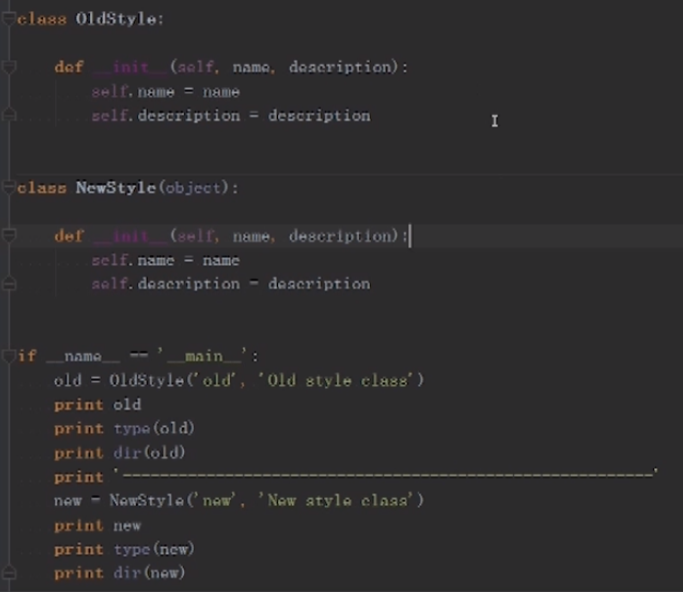 class OldStyle:
def __init__(self, name, description):
self.name = name
self.description = description
class NewStyle(object):
def __init__(self, name, description):
self.name = name
self.description = description
if __name__ == '__main__':
old = OldStyle('old', 'Old style class')
print old
print type(old)
print dir(old)
print '----------------------------------------------------------'
new = NewStyle('new', 'New style class')
print new
print type(new)
print dir(new)